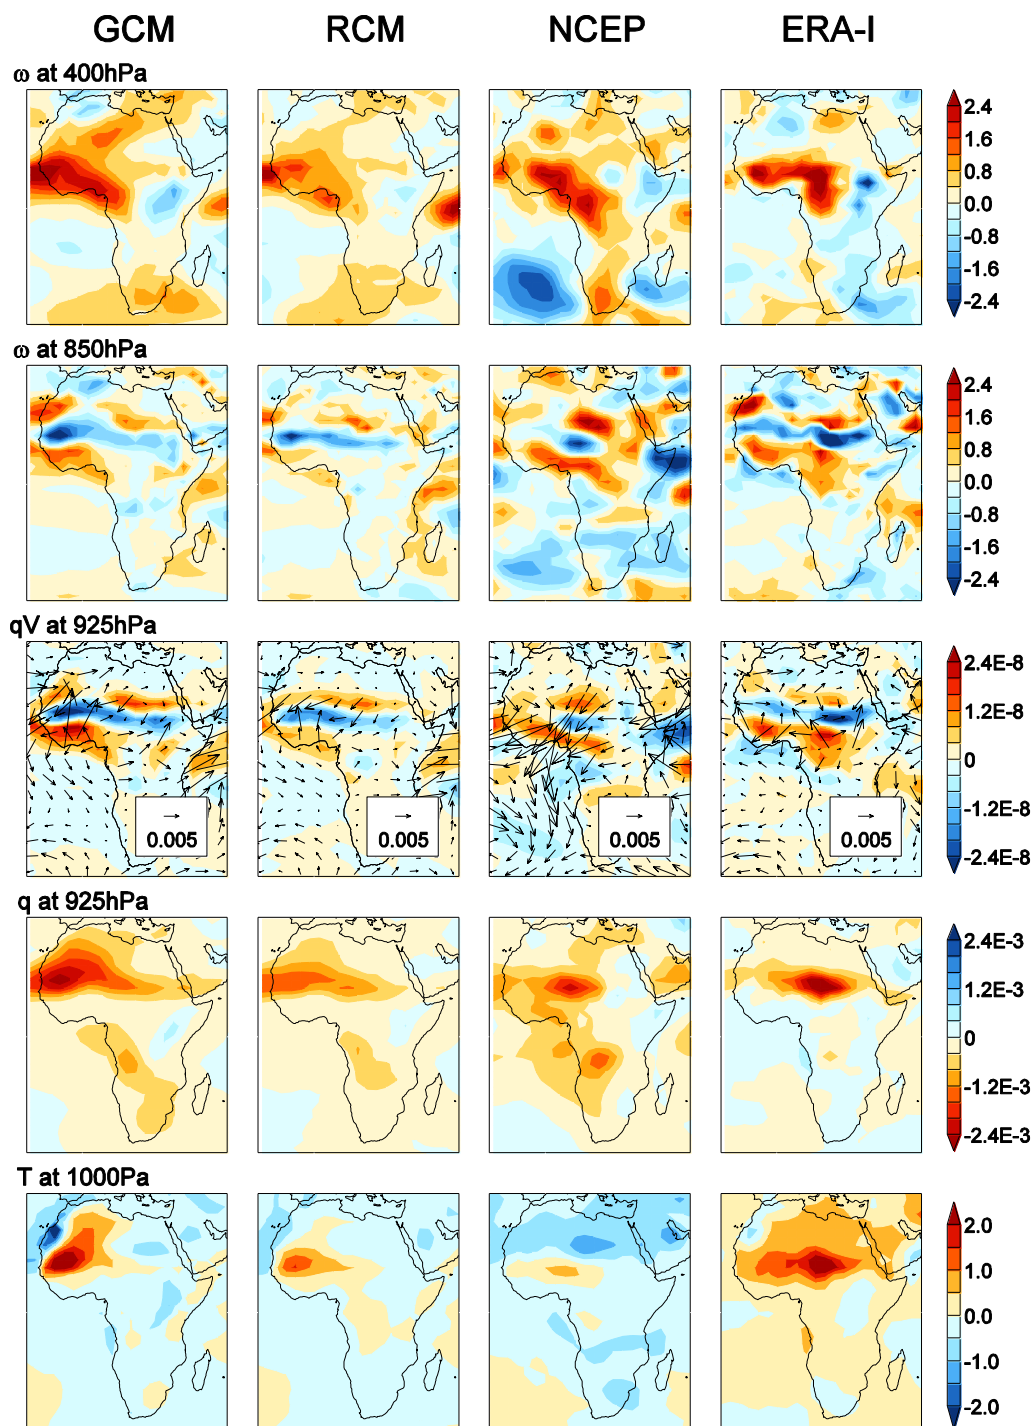 GCM RCM NCEP ERA-I
ω at 400hPa
2.4
1.6
0.8
0.0
-0.8
-1.6
-2.4
ω at 850hPa
2.4
1.6
0.8
0.0
-0.8
-1.6
-2.4
qV at 925hPa
2.4E-8
1.2E-8
0
-1.2E-8
-2.4E-8
0.005 0.005 0.005 0.005
q at 925hPa
2.4E-3
1.2E-3
0
-1.2E-3
-2.4E-3
T at 1000Pa
2.0
1.0
0.0
-1.0
-2.0